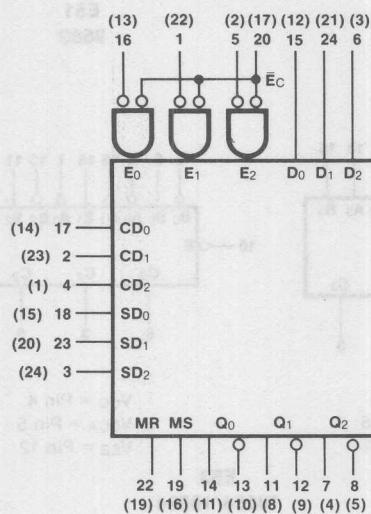 (13) (22) (2) (17) (12) (21) (3)
16 1 5 20 15 24 6
ĒC
E0 E1 E2 D0 D1 D2
(14) 17 CD0
(23) 2 CD1
(1) 4 CD2
(15) 18 SD0
(20) 23 SD1
(24) 3 SD2
MR MS Q0 Q1 Q2
22 19 14 13 11 12 7 8
(19) (16) (11) (10) (8) (9) (4) (5)